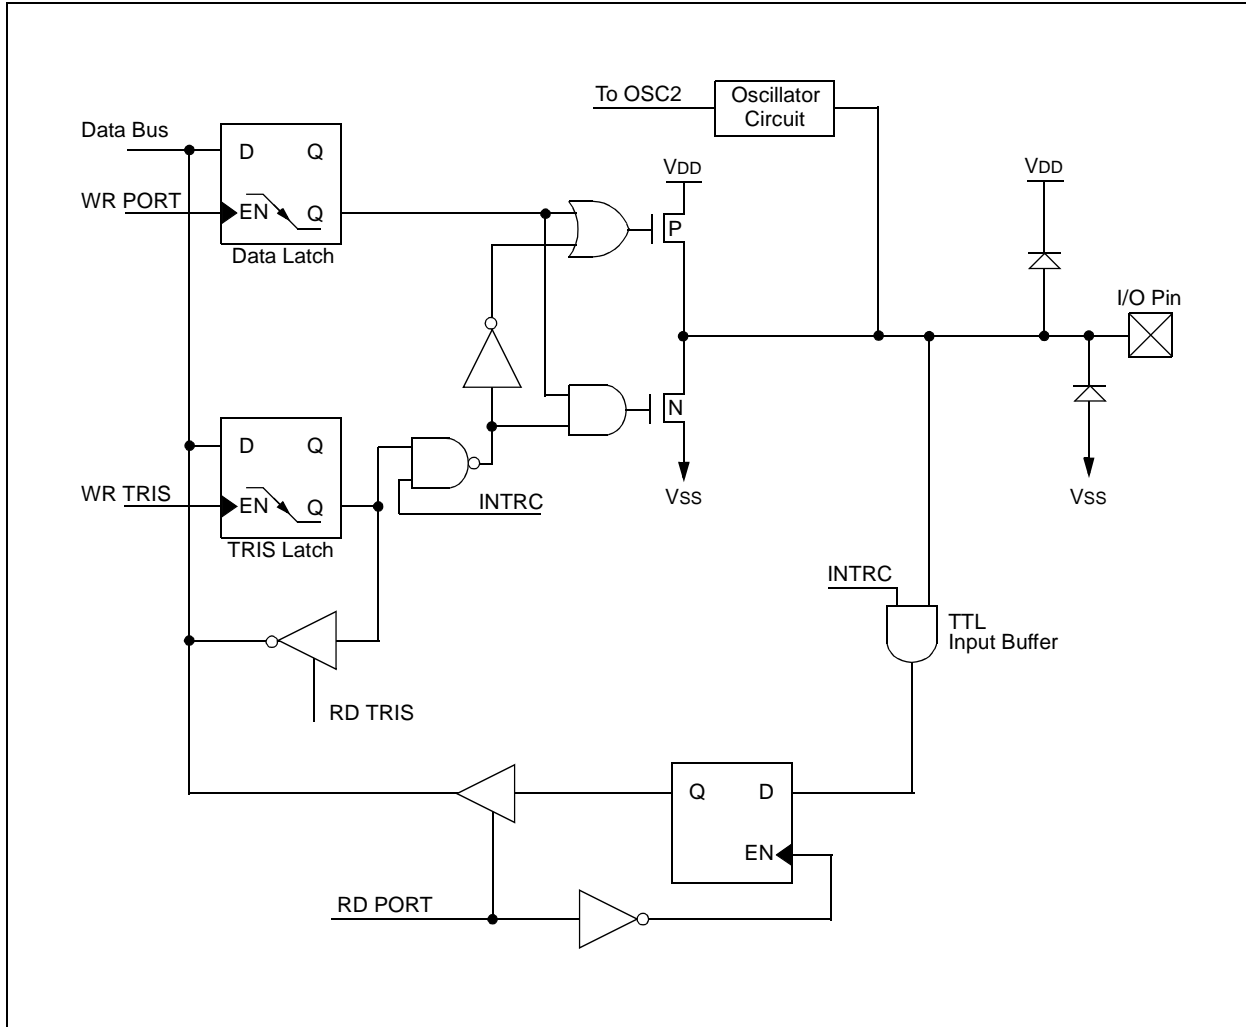 To OSC2
Oscillator
Circuit
Data Bus
D Q
WR PORT
EN Q
Data Latch
VDD
P
VDD
I/O Pin
N
VSS
VSS
D Q
WR TRIS
EN Q
TRIS Latch
INTRC
INTRC
TTL
Input Buffer
RD TRIS
Q D
EN
RD PORT